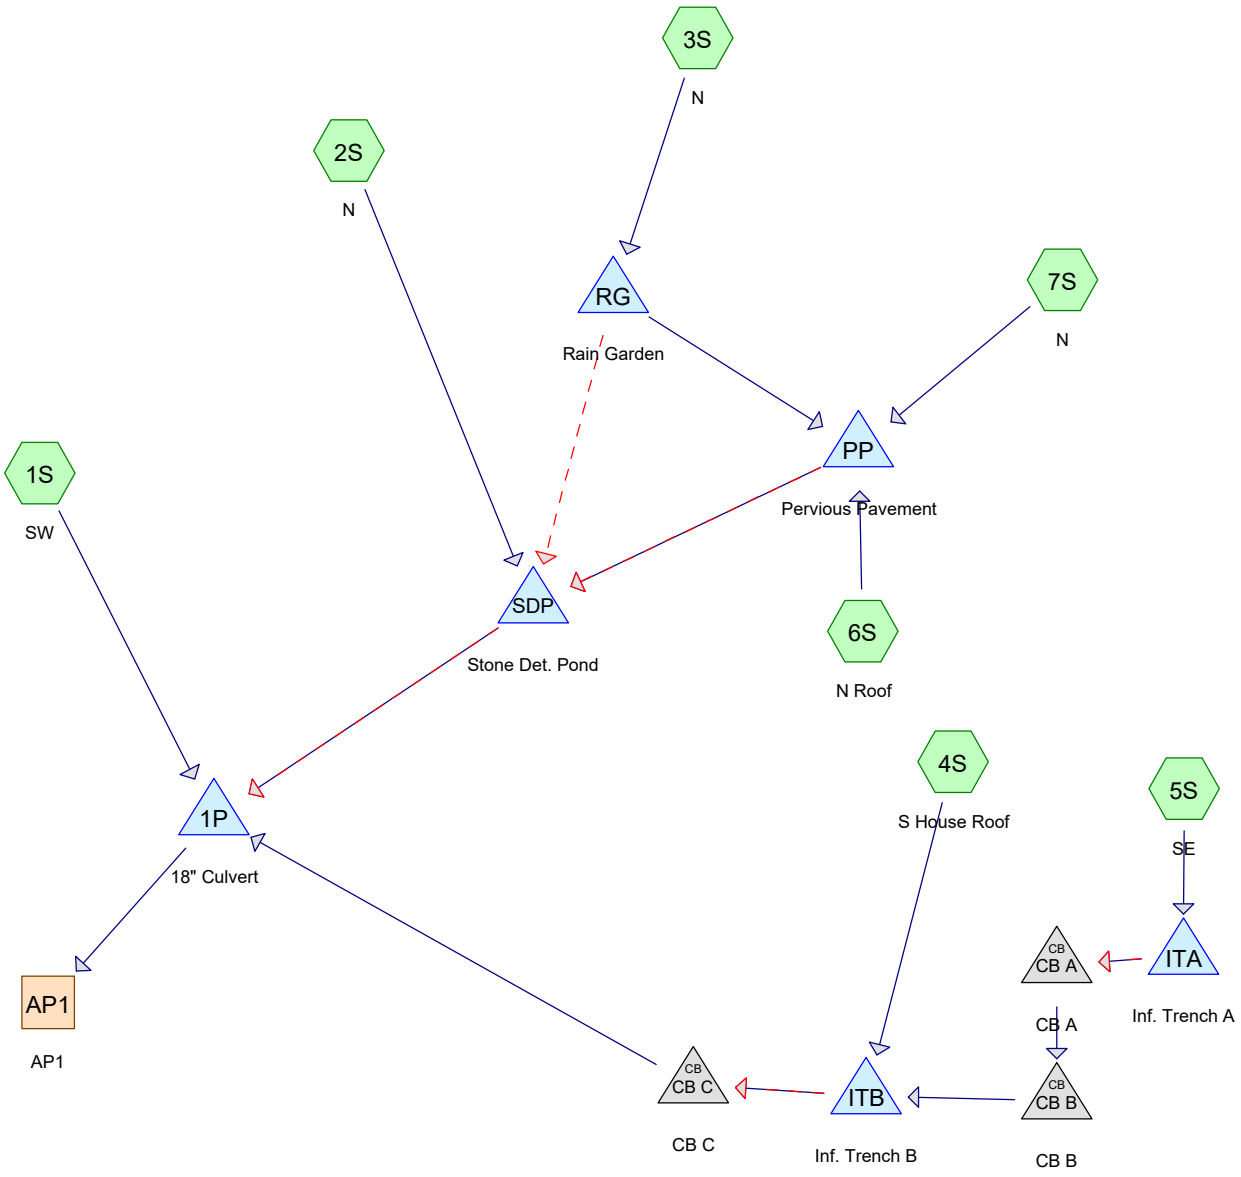 3S
N
2S
N
RG
Rain Garden
7S
N
PP
Pervious Pavement
1S
SW
SDP
Stone Det. Pond
6S
N Roof
4S
S House Roof
5S
SE
1P
18" Culvert
CB
CB A
CB A
ITA
Inf. Trench A
AP1
AP1
CB
CB C
CB C
ITB
Inf. Trench B
CB
CB B
CB B